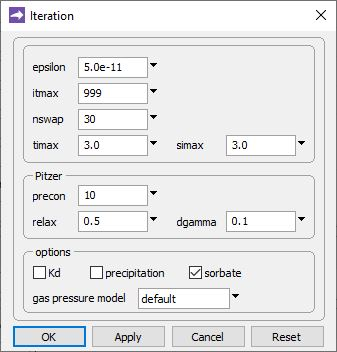 Iteration
epsilon 5.0e-11
itmax 999
nswap 30
timax 3.0 simax 3.0
Pitzer
precon 10
relax 0.5 dgamma 0.1
options
Kd precipitation sorbate
gas pressure model default
OK Apply Cancel Reset